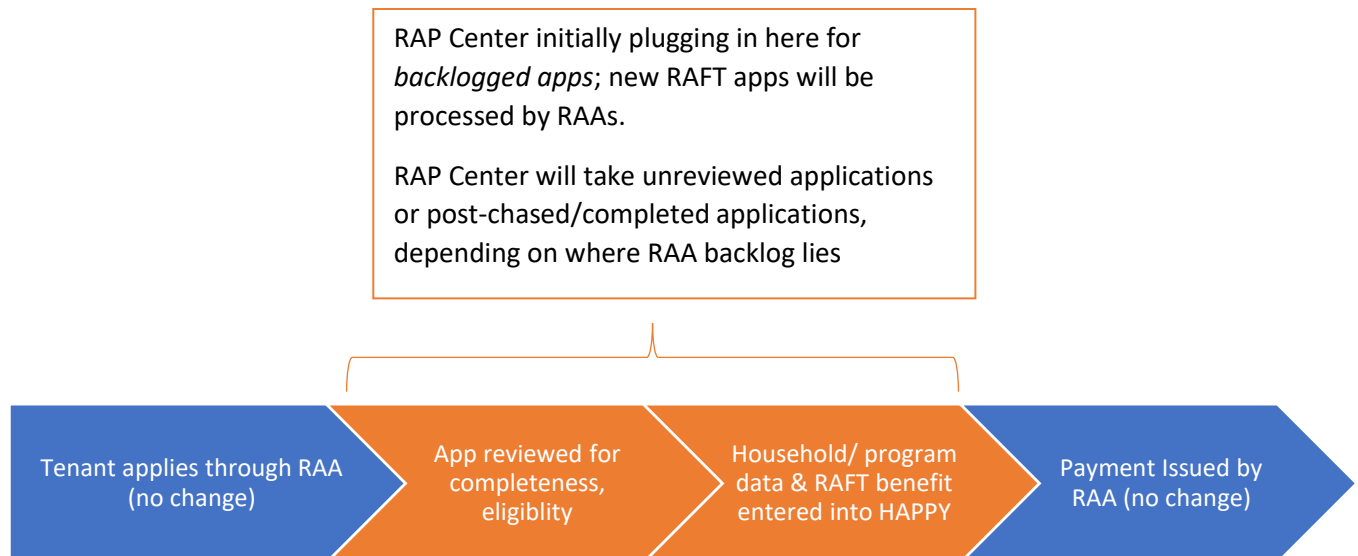 RAP Center initially plugging in here for
backlogged apps; new RAFT apps will be
processed by RAAs.
RAP Center will take unreviewed applications
or post-chased/completed applications,
depending on where RAA backlog lies
Tenant applies through RAA
(no change)
App reviewed for
completeness,
eligiblity
Household/ program
data & RAFT benefit
entered into HAPPY
Payment Issued by
RAA (no change)